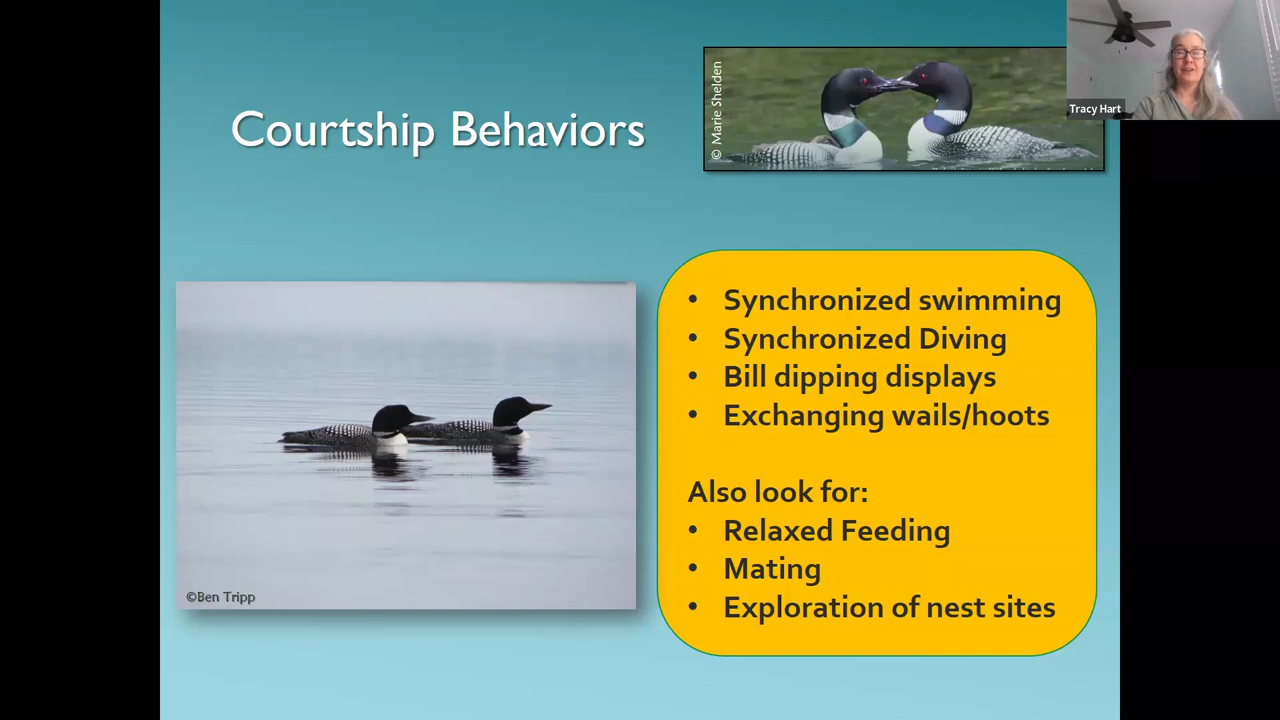 Courtship Behaviors
© Marie Shelden
Tracy Hart
• Synchronized swimming
• Synchronized Diving
• Bill dipping displays
• Exchanging wails/hoots
Also look for:
• Relaxed Feeding
• Mating
• Exploration of nest sites
©Ben Tripp